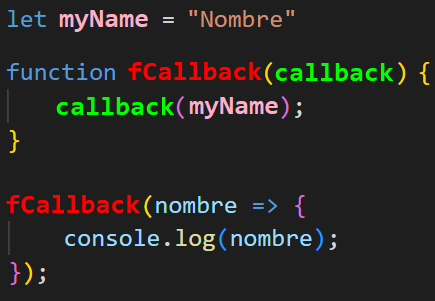 let myName = "Nombre"
function fCallback(callback) {
callback(myName);
}
fCallback(nombre => {
console.log(nombre);
});